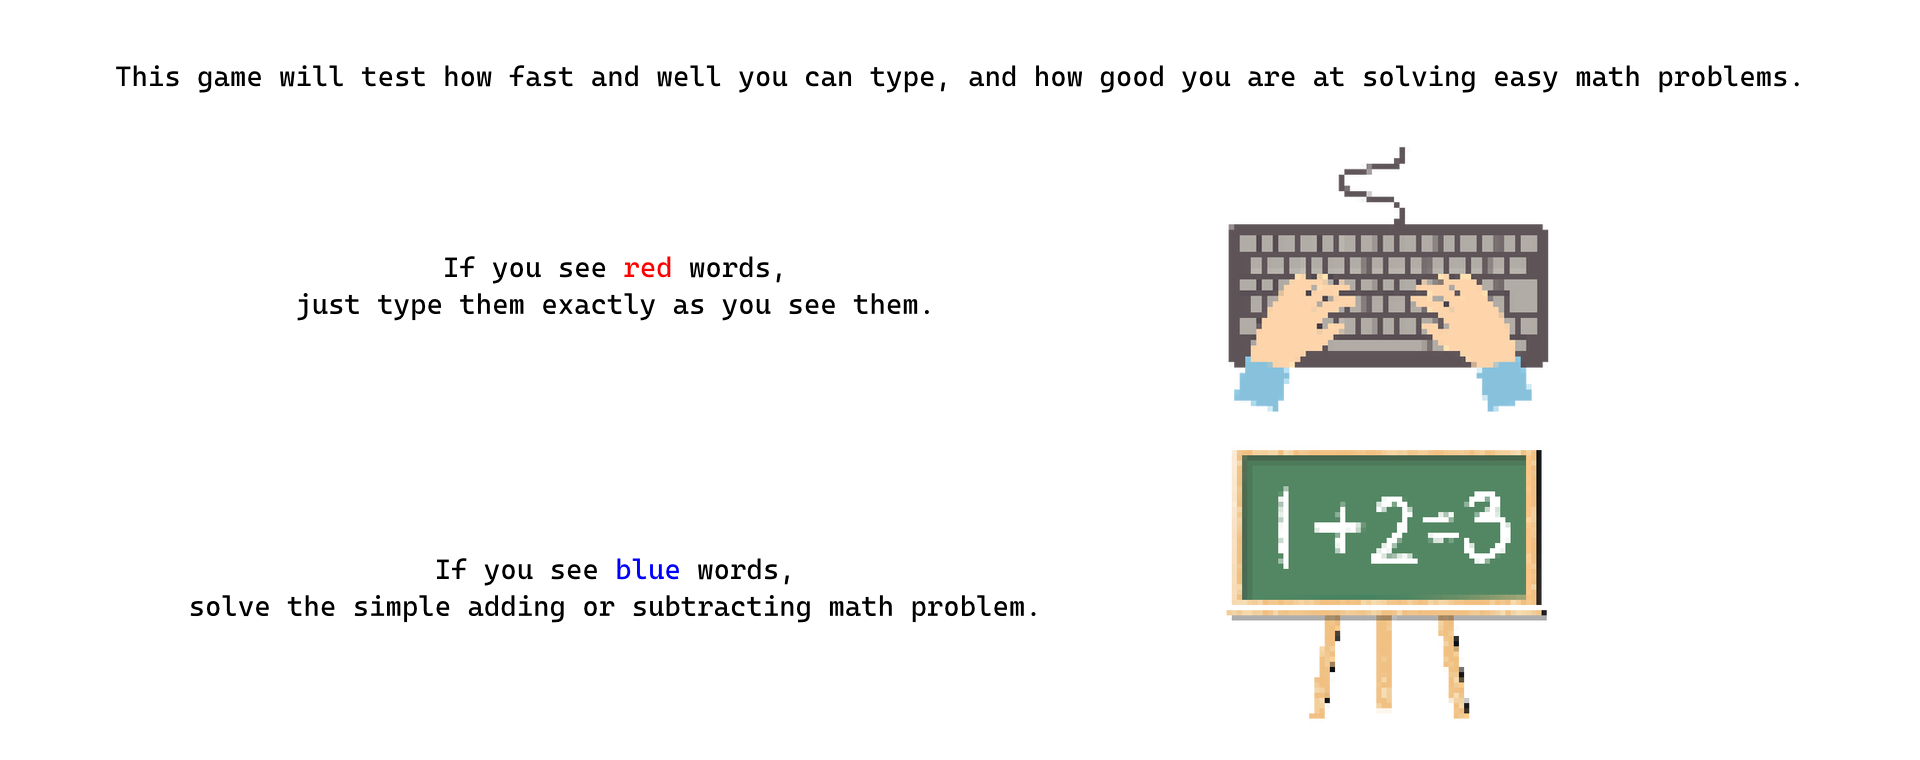 This game will test how fast and well you can type, and how good you are at solving easy math problems.
If you see red words,
just type them exactly as you see them.
1+2=3
If you see blue words,
solve the simple adding or subtracting math problem.